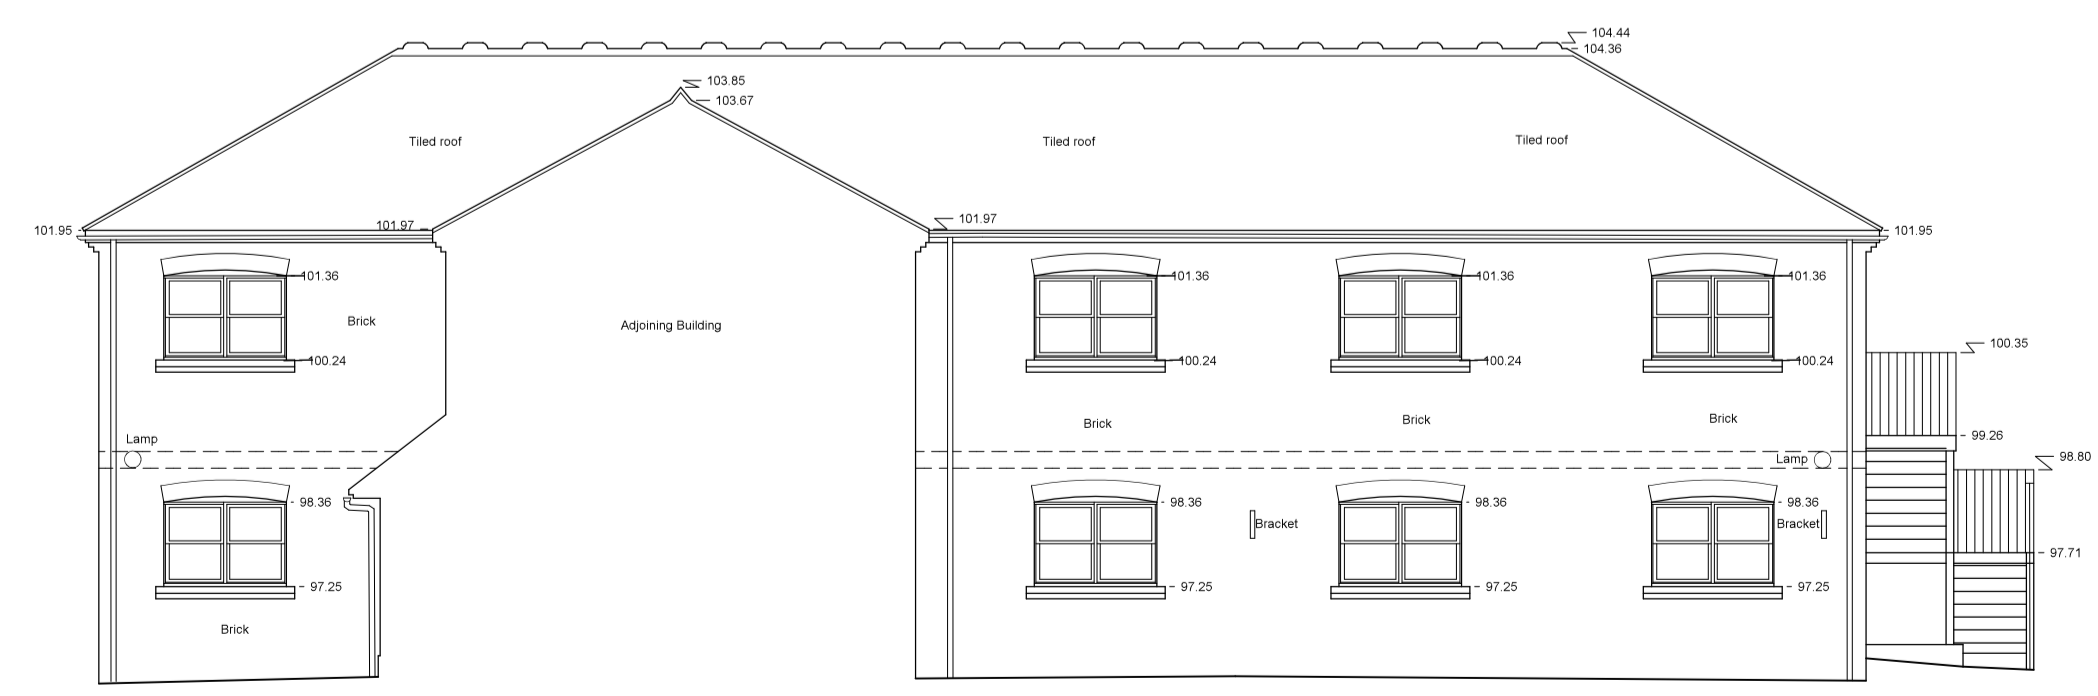 104.44
104.36
103.85
103.67
Tiled roof
Tiled roof
Tiled roof
101.95
101.97
101.97
101.95
101.36
101.36
101.36
101.36
Brick
Adjoining Building
100.35
100.24
100.24
100.24
100.24
Brick
Brick
Brick
99.26
Lamp
Lamp
98.80
98.36
98.36
98.36
98.36
Bracket
Bracket
97.71
97.25
97.25
97.25
97.25
Brick